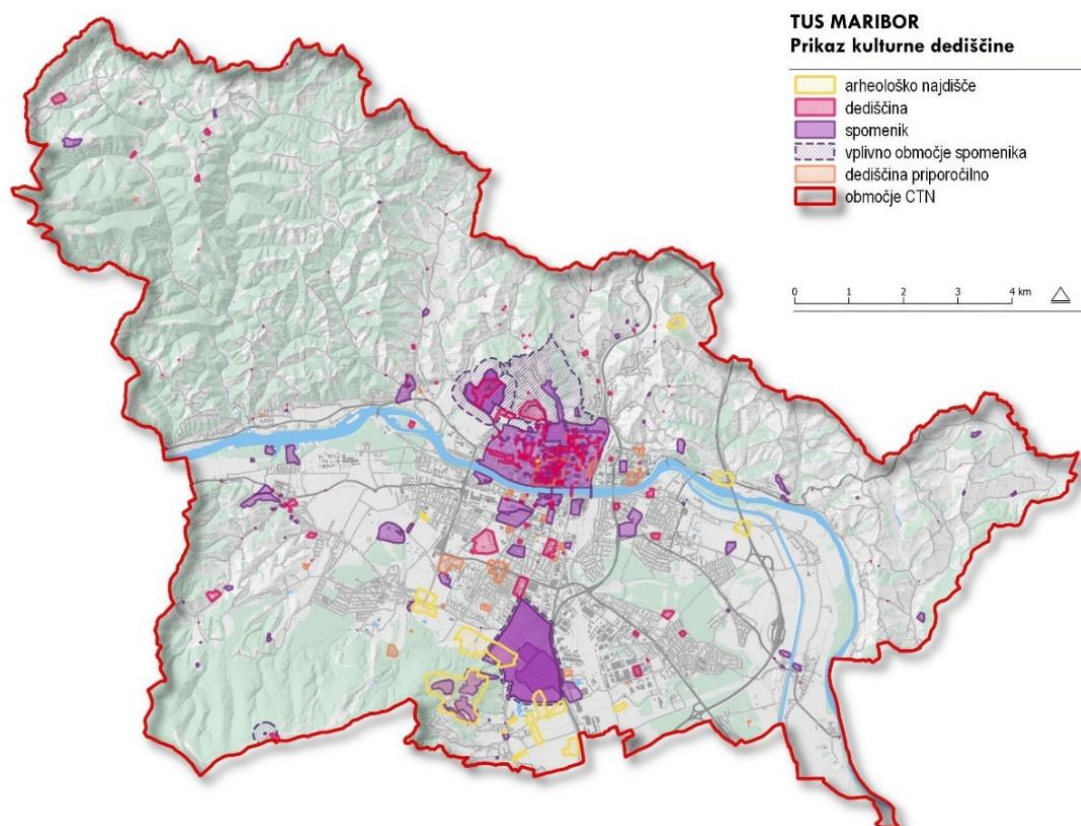 TUS MARIBOR
Prikaz kulturne dediščine
arheološko najdišče
dediščina
spomenik
vplivno območje spomenika
dediščina priporočilno
območje CTN
0 1 2 3 4 km